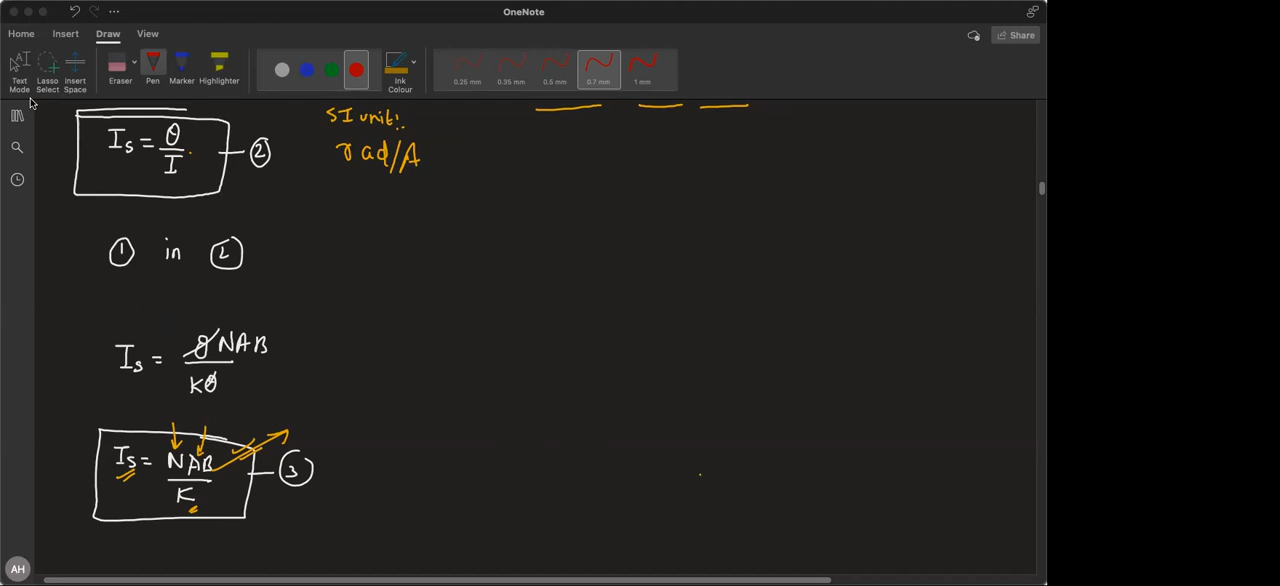 OneNote
Home Insert Draw View
Share
Text Mode
Lasso Select
Insert Space
Eraser
Pen
Marker
Highlighter
Ink Colour
0.25 mm
0.35 mm
0.5 mm
0.7 mm
1 mm
SI unit:
Is = θ/I — ②
rad/A
① in ②
Is = θNAB/Kθ
Is = NAB/K — ③
AH